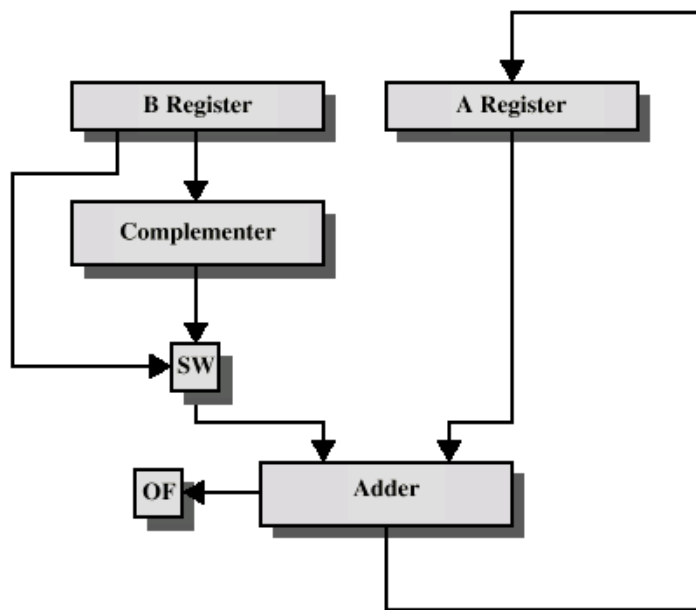 B Register
A Register
Complementer
SW
OF
Adder